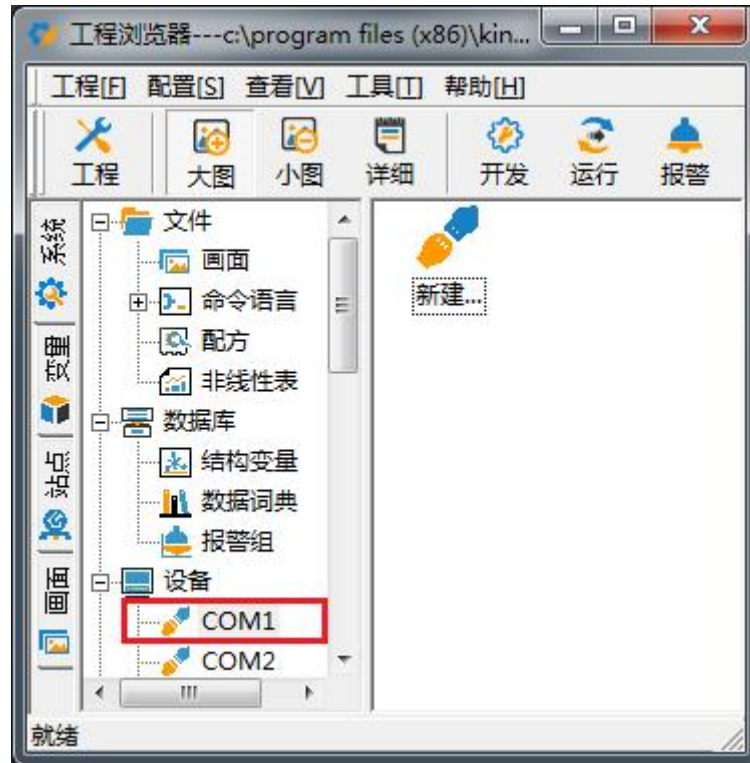 工程浏览器---c:\program files (x86)\kin...
工程[F] 配置[S] 查看[V] 工具[T] 帮助[H]
工程 大图 小图 详细 开发 运行 报警
系统
变量
站点
画面
文件
画面
命令语言
配方
非线性表
数据库
结构变量
数据词典
报警组
设备
COM1
COM2
新建...
就绪